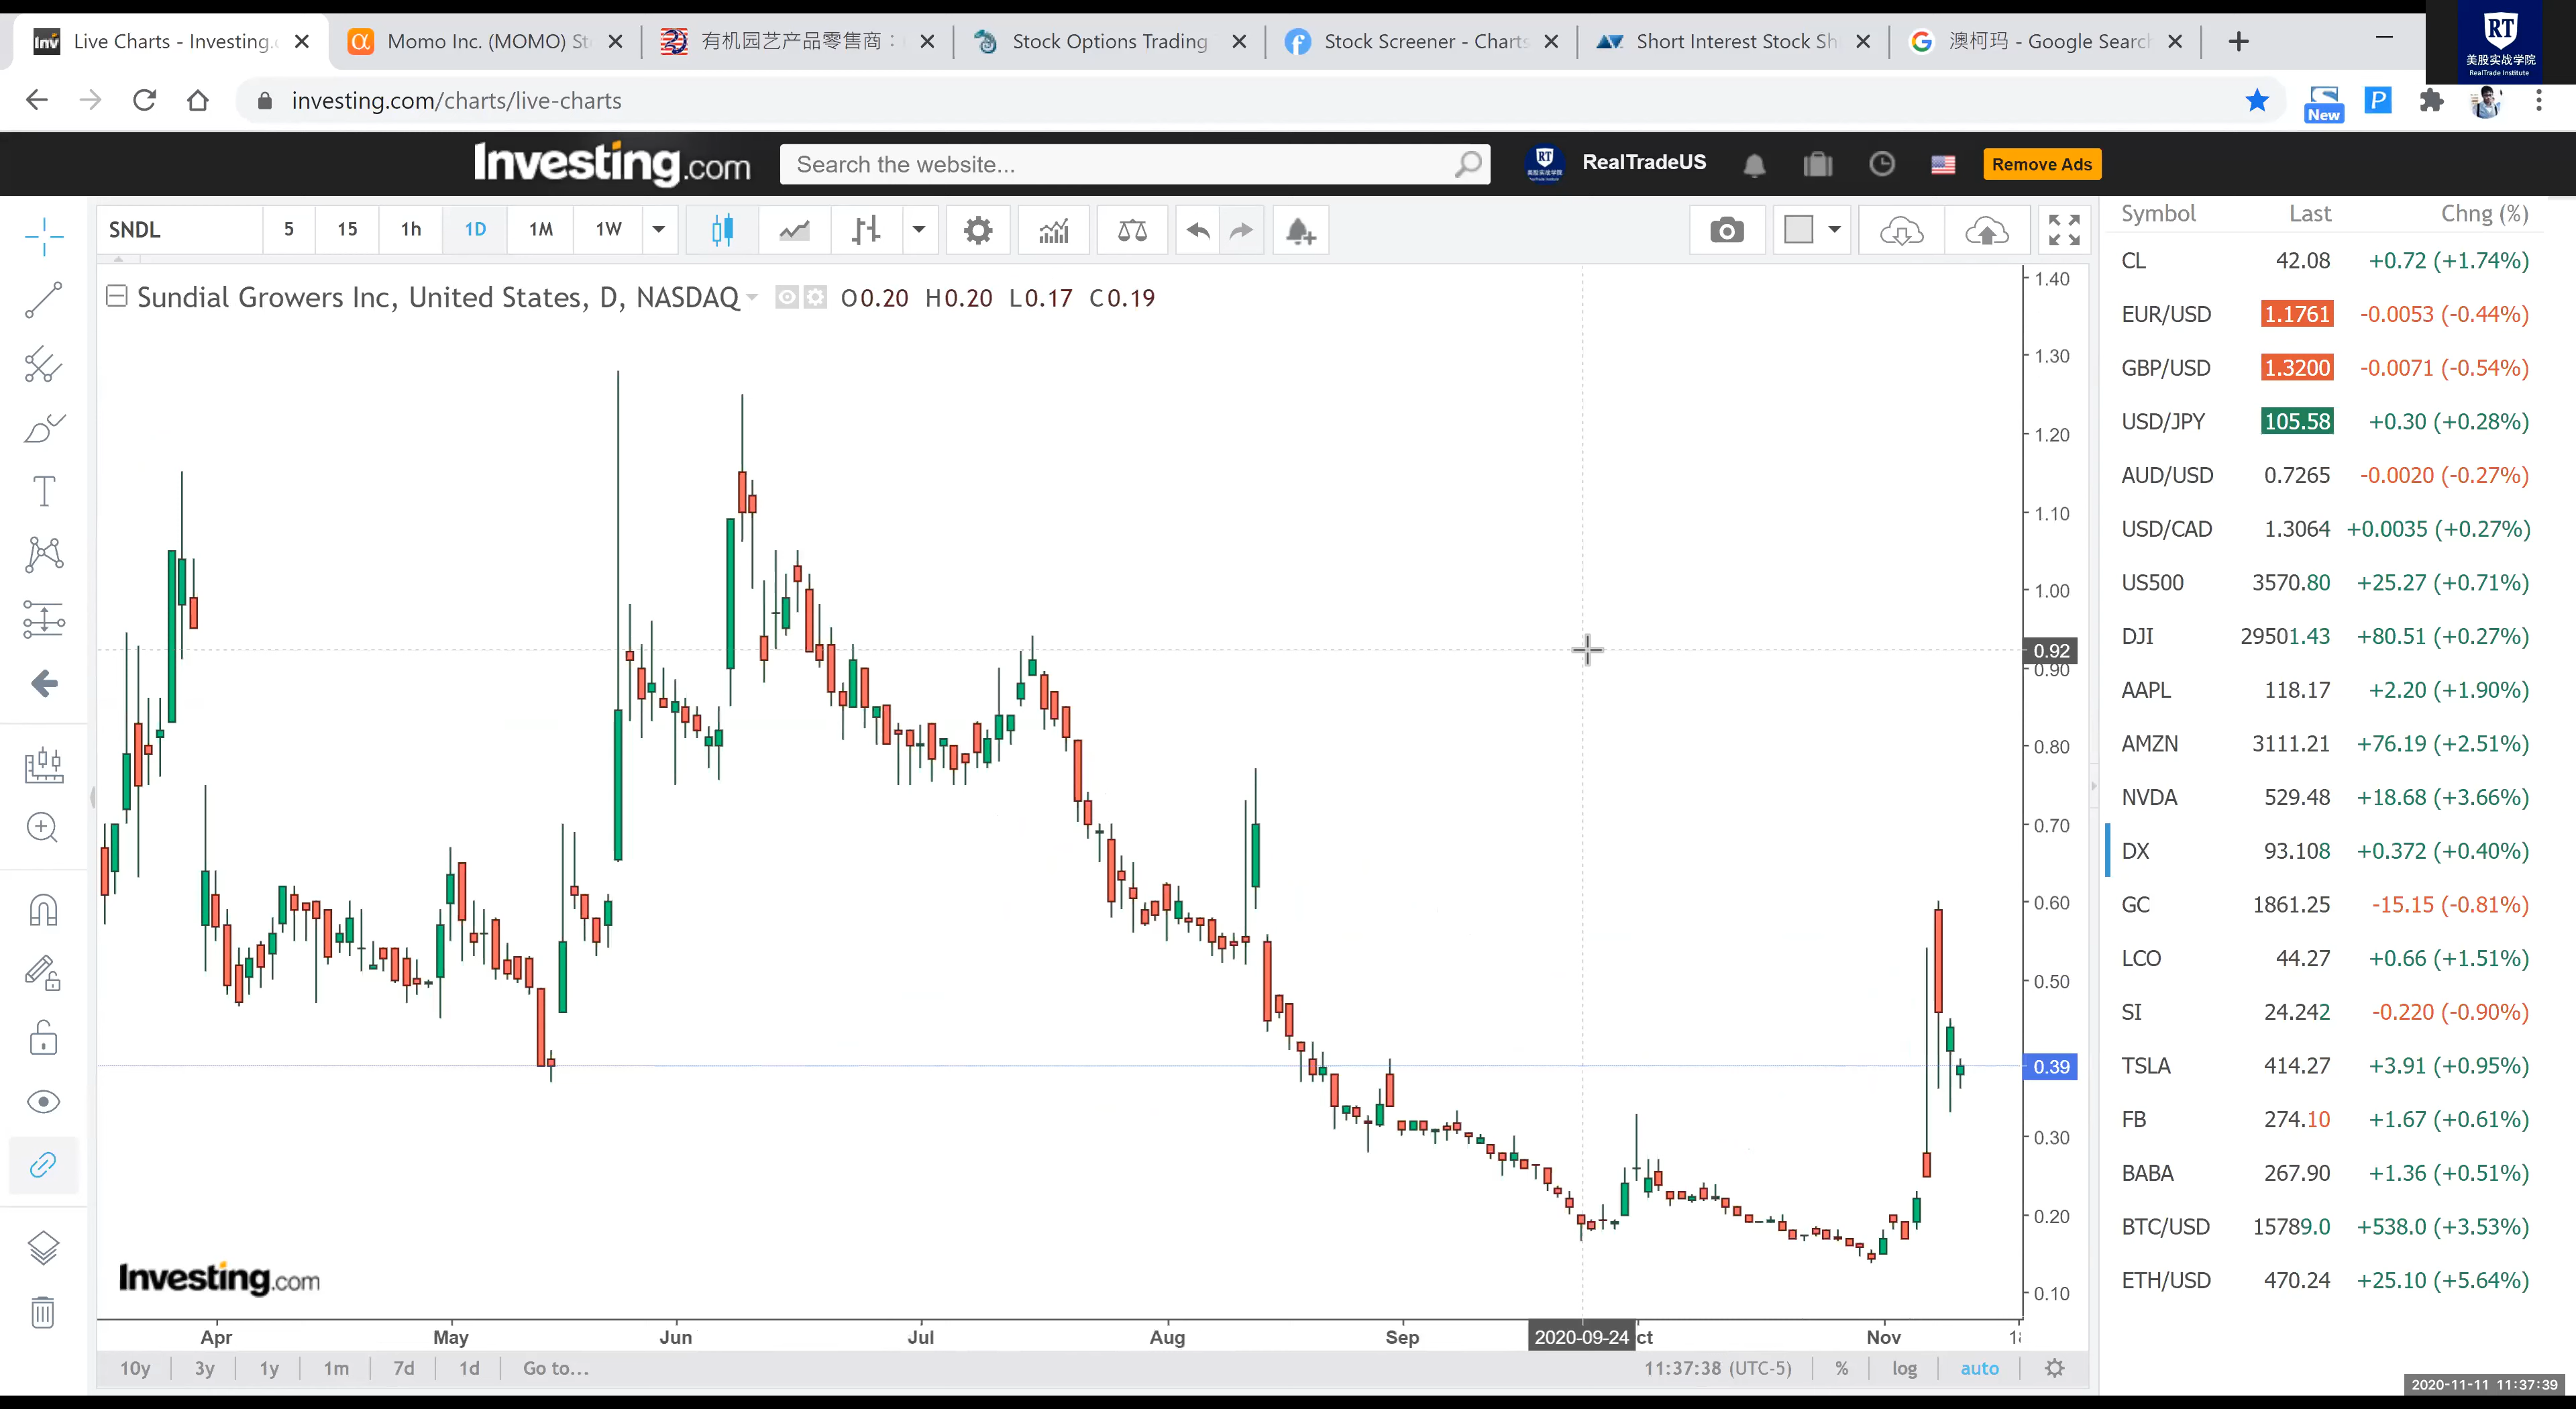 Live Charts - Investing.
Momo Inc. (MOMO) St
有机园艺产品零售商：
Stock Options Trading
Stock Screener - Charts
Short Interest Stock Sh
澳柯玛 - Google Search
RT
美股实战学院
RealTrade Institute
investing.com/charts/live-charts
New
P
Investing.com
Search the website...
RT
RealTradeUS
Remove Ads
SNDL
5
15
1h
1D
1M
1W
Symbol Last Chng (%)
Sundial Growers Inc, United States, D, NASDAQ
O0.20 H0.20 L0.17 C0.19
CL 42.08 +0.72 (+1.74%)
EUR/USD 1.1761 -0.0053 (-0.44%)
GBP/USD 1.3200 -0.0071 (-0.54%)
USD/JPY 105.58 +0.30 (+0.28%)
AUD/USD 0.7265 -0.0020 (-0.27%)
USD/CAD 1.3064 +0.0035 (+0.27%)
US500 3570.80 +25.27 (+0.71%)
DJI 29501.43 +80.51 (+0.27%)
AAPL 118.17 +2.20 (+1.90%)
AMZN 3111.21 +76.19 (+2.51%)
NVDA 529.48 +18.68 (+3.66%)
DX 93.108 +0.372 (+0.40%)
GC 1861.25 -15.15 (-0.81%)
LCO 44.27 +0.66 (+1.51%)
SI 24.242 -0.220 (-0.90%)
TSLA 414.27 +3.91 (+0.95%)
FB 274.10 +1.67 (+0.61%)
BABA 267.90 +1.36 (+0.51%)
BTC/USD 15789.0 +538.0 (+3.53%)
ETH/USD 470.24 +25.10 (+5.64%)
1.40
1.30
1.20
1.10
1.00
0.92
0.90
0.80
0.70
0.60
0.50
0.39
0.30
0.20
0.10
Investing.com
Apr May Jun Jul Aug Sep 2020-09-24 ct Nov
10y 3y 1y 1m 7d 1d Go to...
11:37:38 (UTC-5) % log auto
2020-11-11 11:37:39